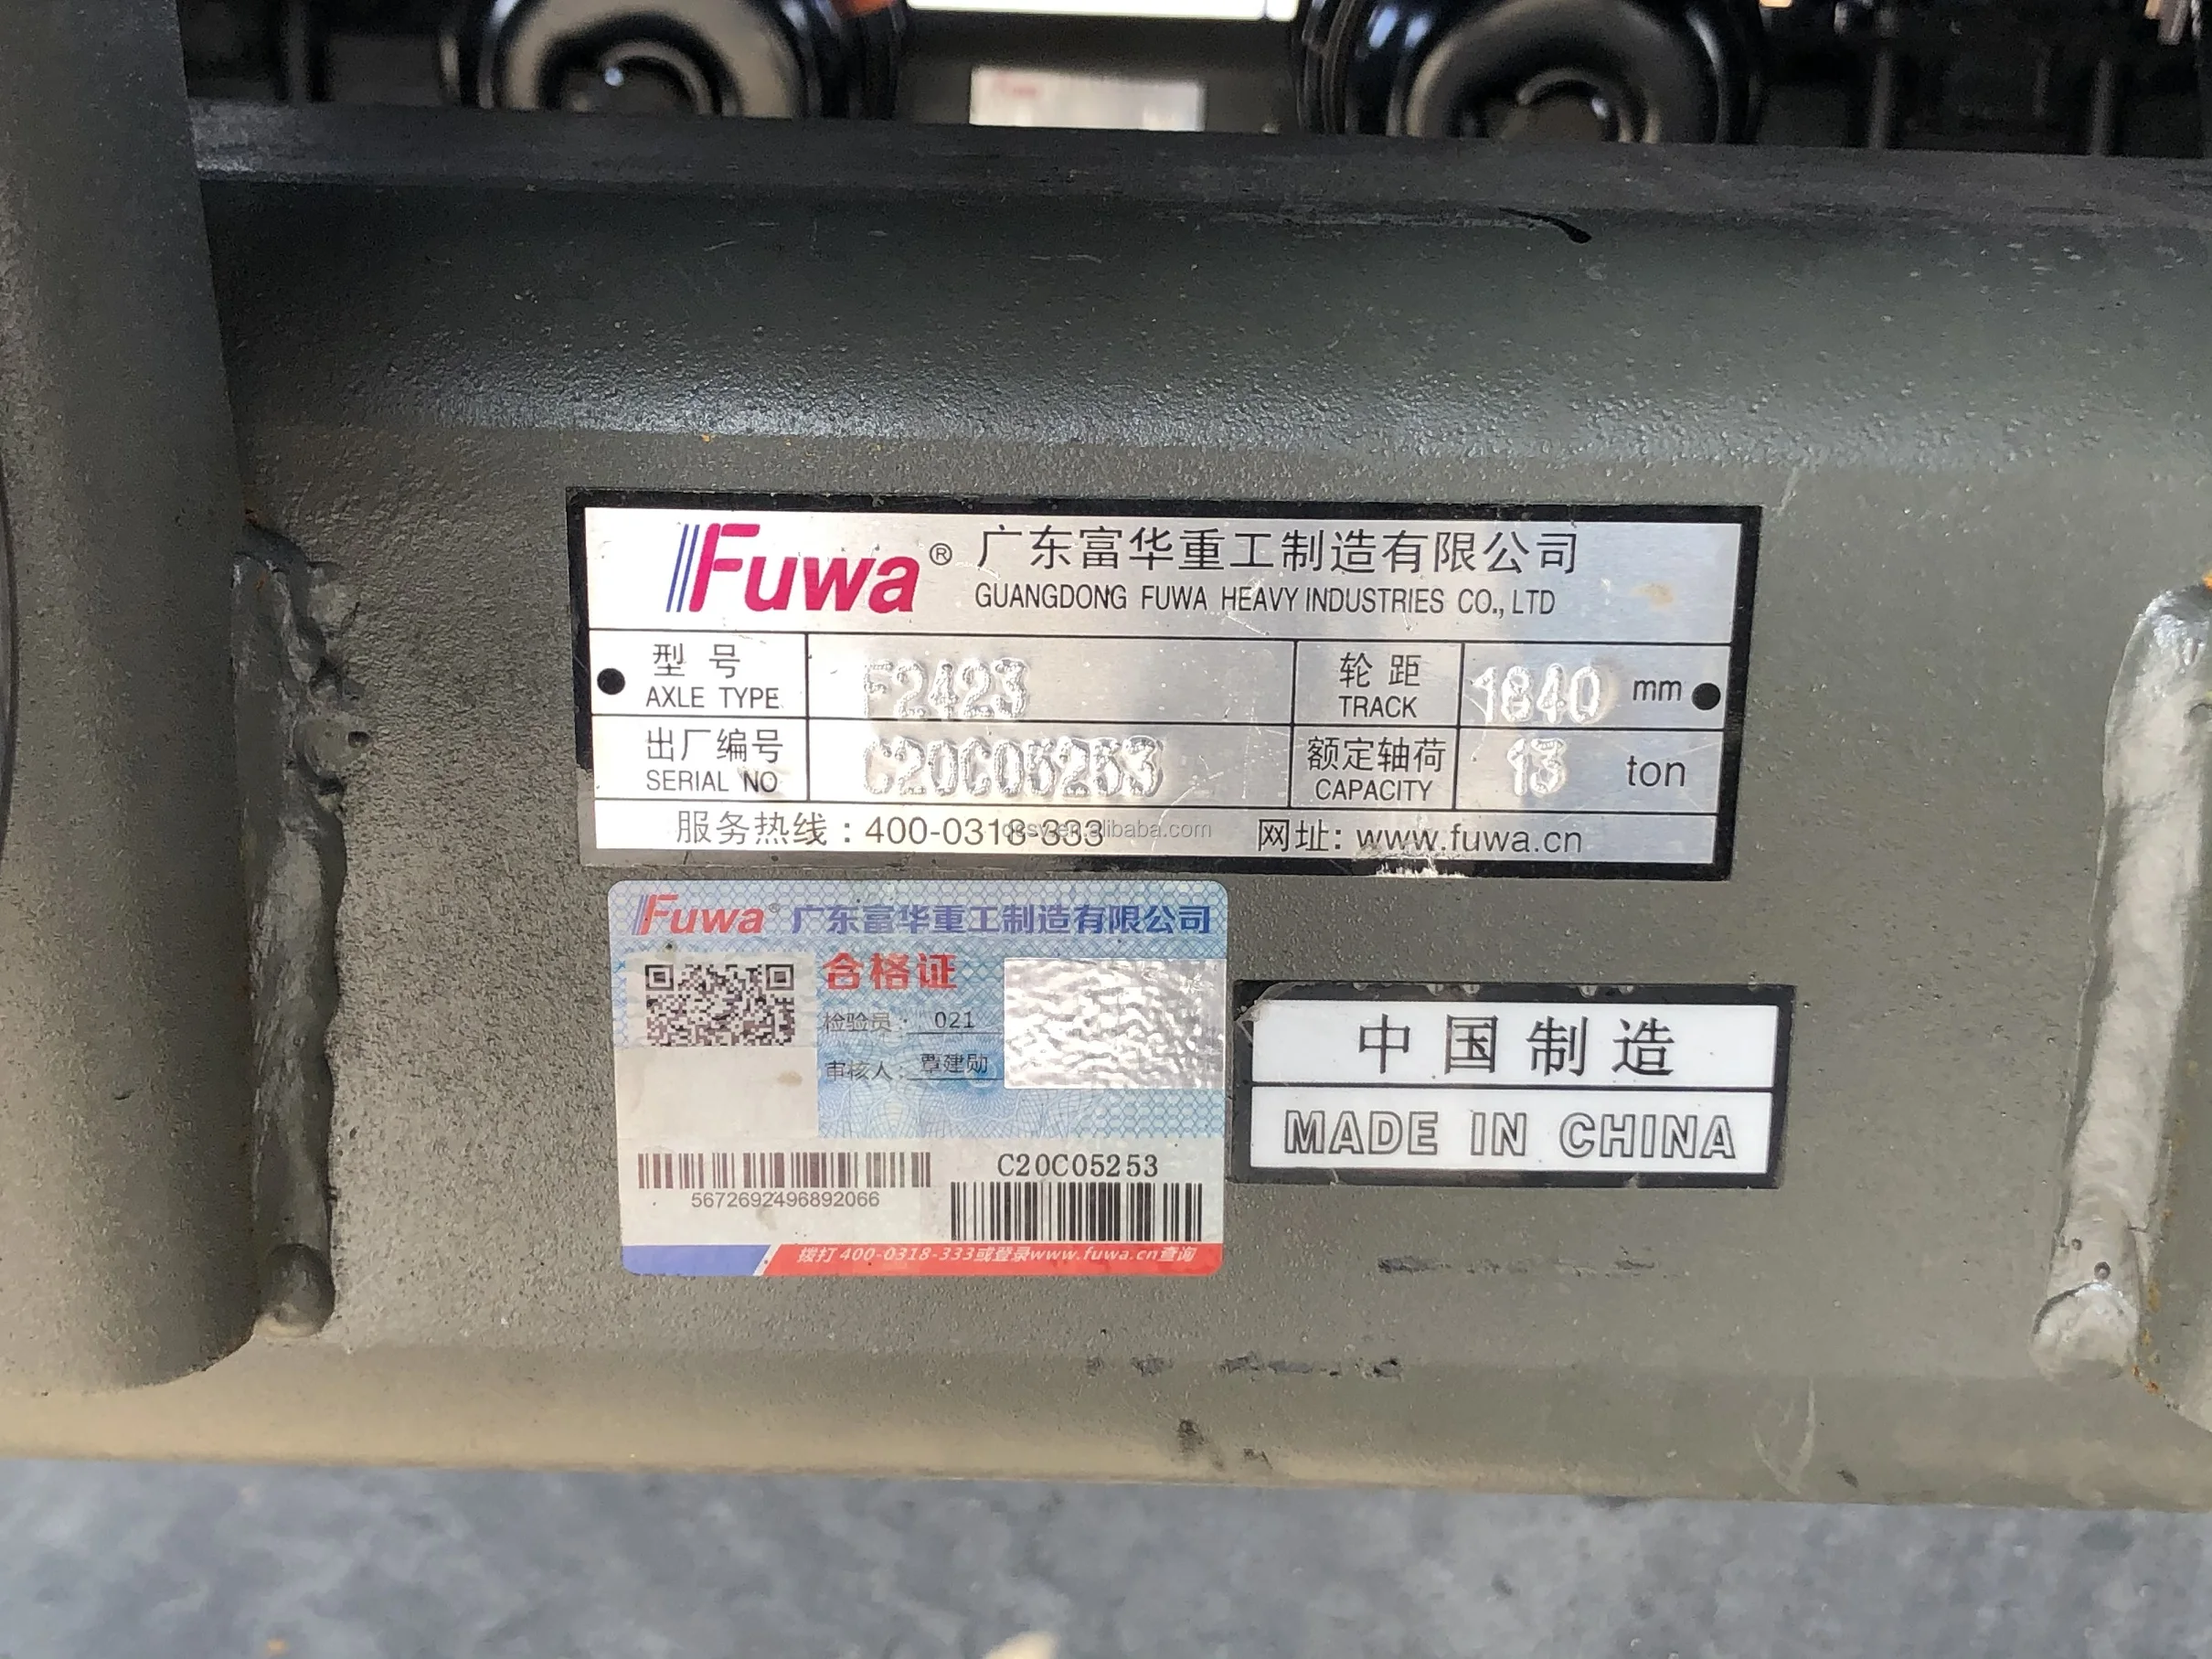 Fuwa® 广东富华重工制造有限公司
GUANGDONG FUWA HEAVY INDUSTRIES CO., LTD
型号 F2423 轮距 1840 mm
AXLE TYPE TRACK
出厂编号 C20C05253 额定轴荷 13 ton
SERIAL NO CAPACITY
服务热线：400-0318-333 网址: www.fuwa.cn
Fuwa® 广东富华重工制造有限公司
合格证
检验员： 021
审核人： 覃建勋
C20C05253
5672692496892066
拨打400-0318-333或登录www.fuwa.cn查询
中国制造
MADE IN CHINA